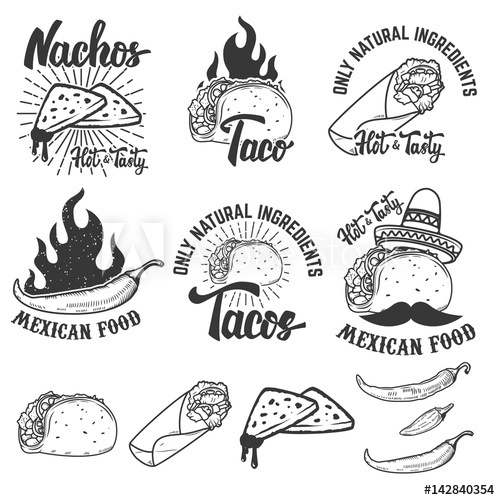 Nachos
Hot & Tasty
Taco
ONLY NATURAL INGREDIENTS
Hot & Tasty
MEXICAN FOOD
ONLY NATURAL INGREDIENTS
Tacos
Hot & Tasty
MEXICAN FOOD
#142840354